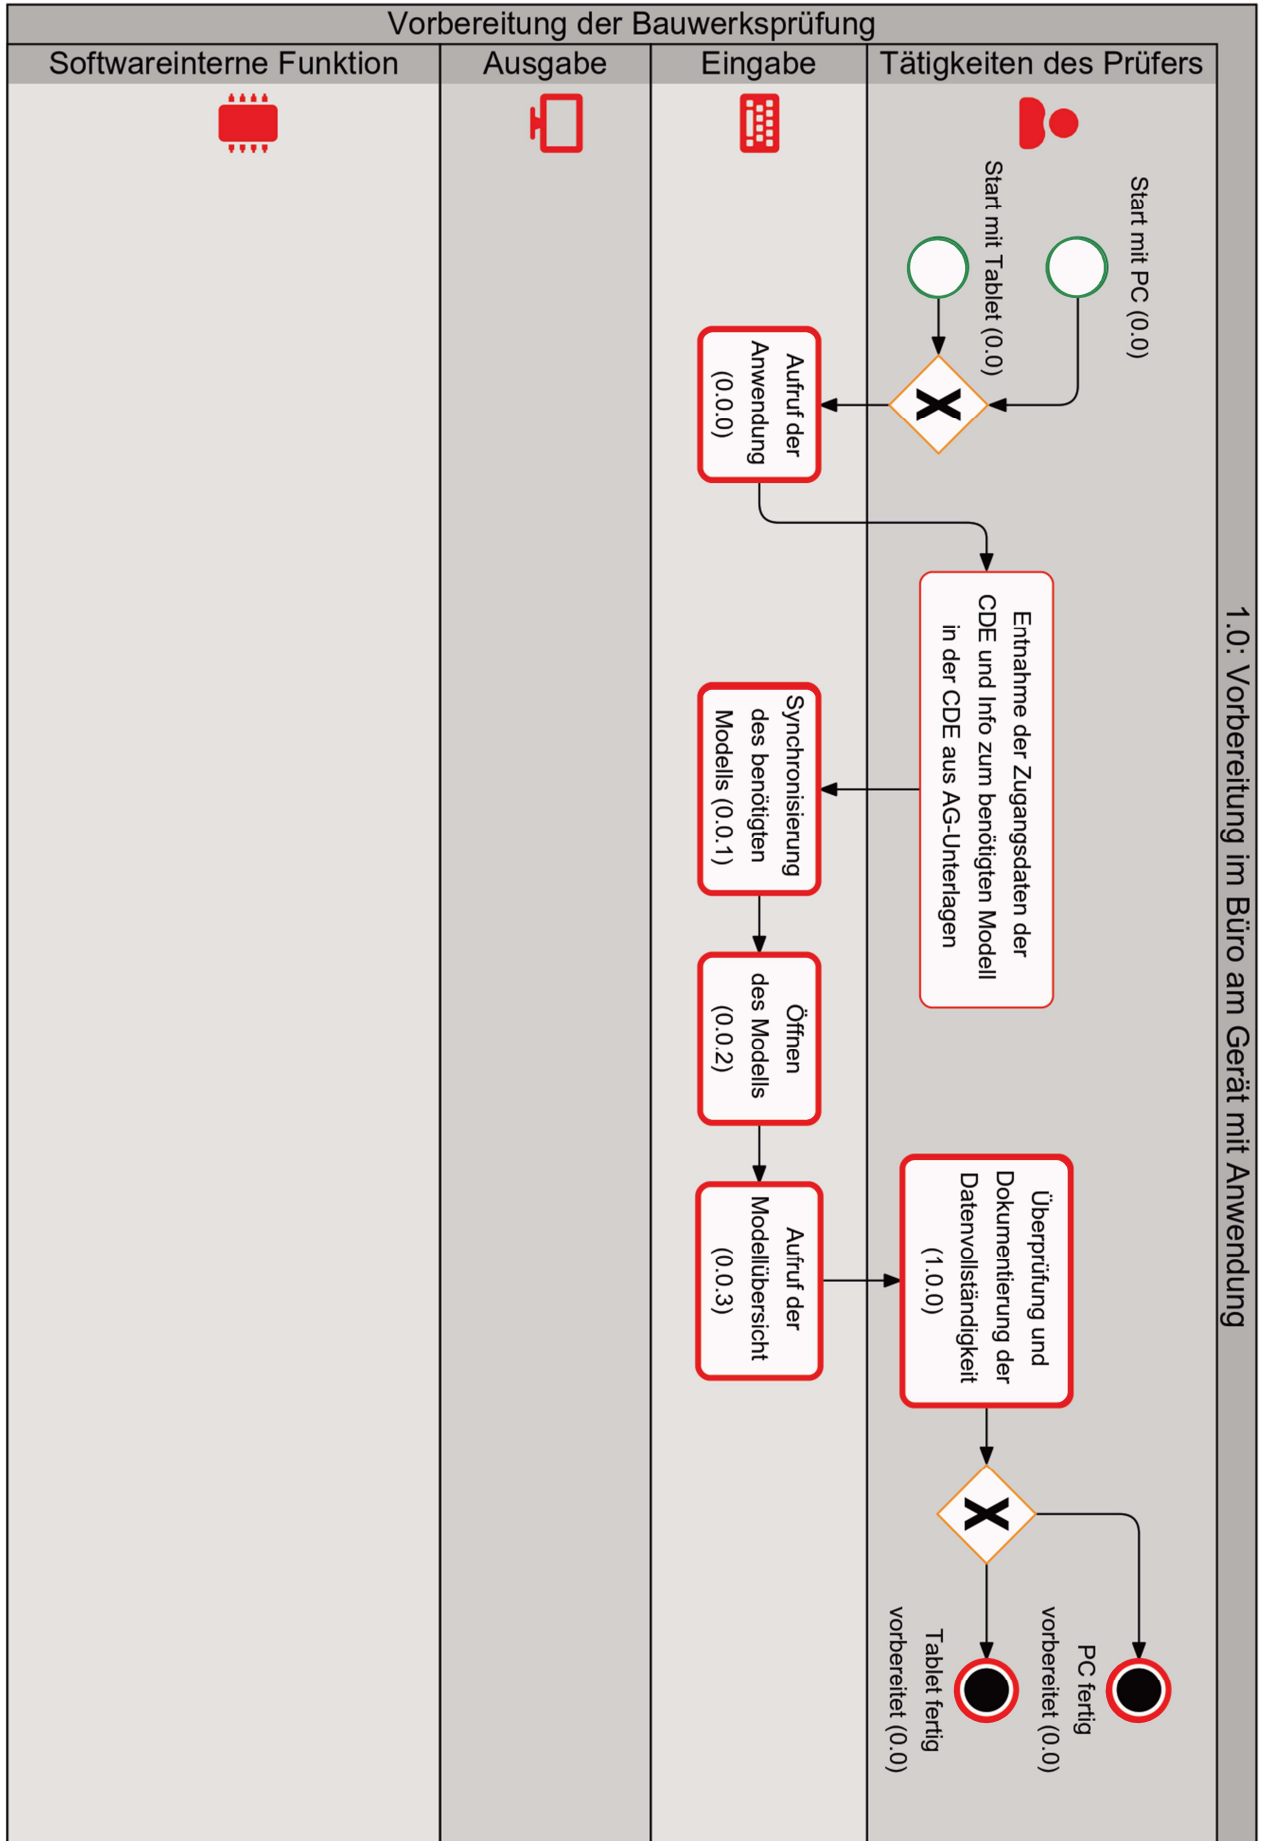 1.0: Vorbereitung im Büro am Gerät mit Anwendung
Vorbereitung der Bauwerksprüfung
Tätigkeiten des Prüfers
Eingabe
Ausgabe
Softwareinterne Funktion
Start mit PC (0.0)
Start mit Tablet (0.0)
Aufruf der
Anwendung
(0.0.0)
Entnahme der Zugangsdaten der
CDE und Info zum benötigten Modell
in der CDE aus AG-Unterlagen
Synchronisierung
des benötigten
Modells (0.0.1)
Öffnen
des Modells
(0.0.2)
Aufruf der
Modellübersicht
(0.0.3)
Überprüfung und
Dokumentierung der
Datenvollständigkeit
(1.0.0)
PC fertig
vorbereitet (0.0)
Tablet fertig
vorbereitet (0.0)